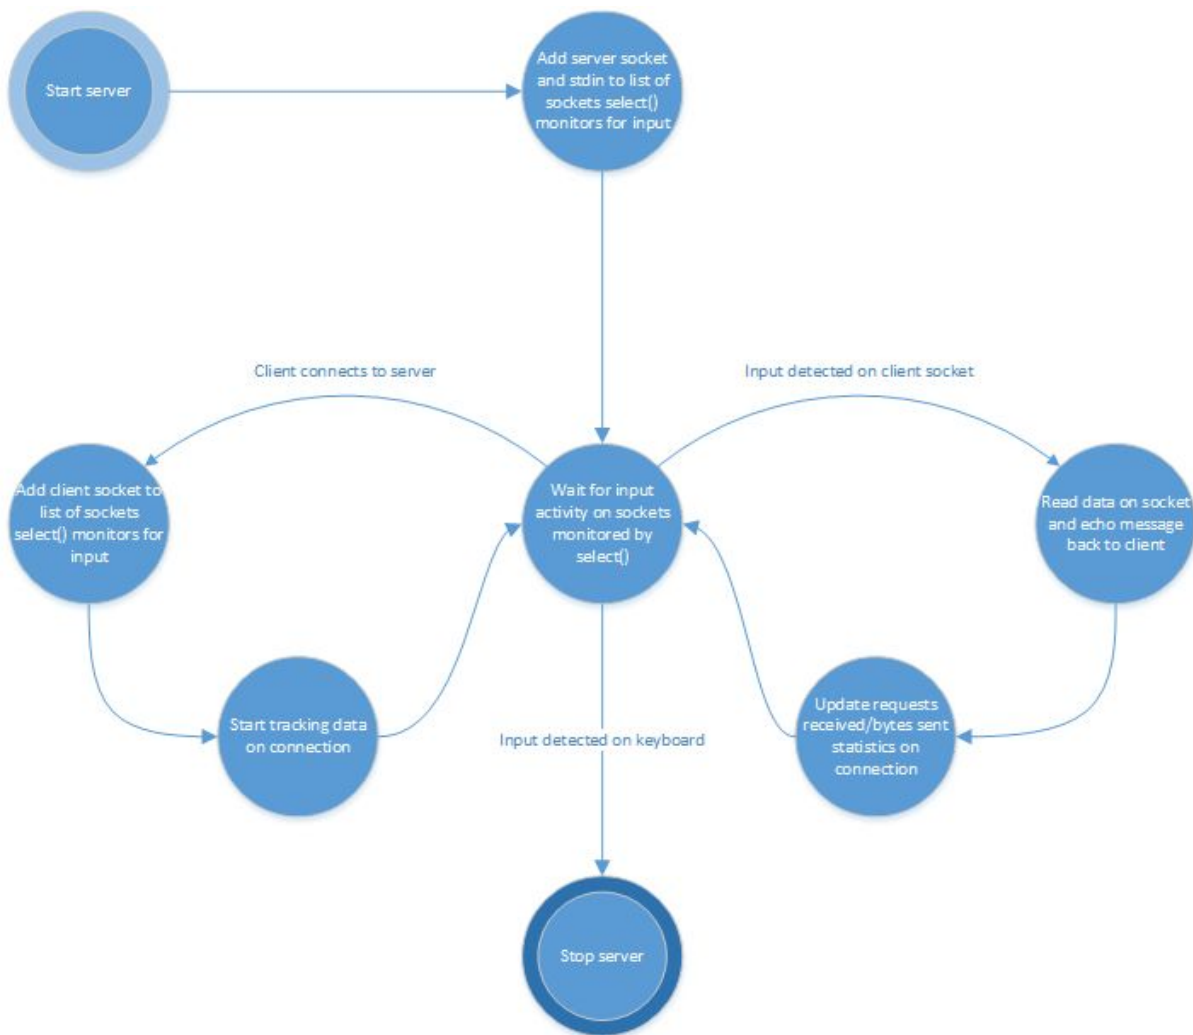 Start server
Add server socket
and stdin to list of
sockets select()
monitors for input
Client connects to server
Input detected on client socket
Add client socket to
list of sockets
select() monitors for
input
Wait for input
activity on sockets
monitored by
select()
Read data on socket
and echo message
back to client
Start tracking data
on connection
Input detected on keyboard
Update requests
received/bytes sent
statistics on
connection
Stop server